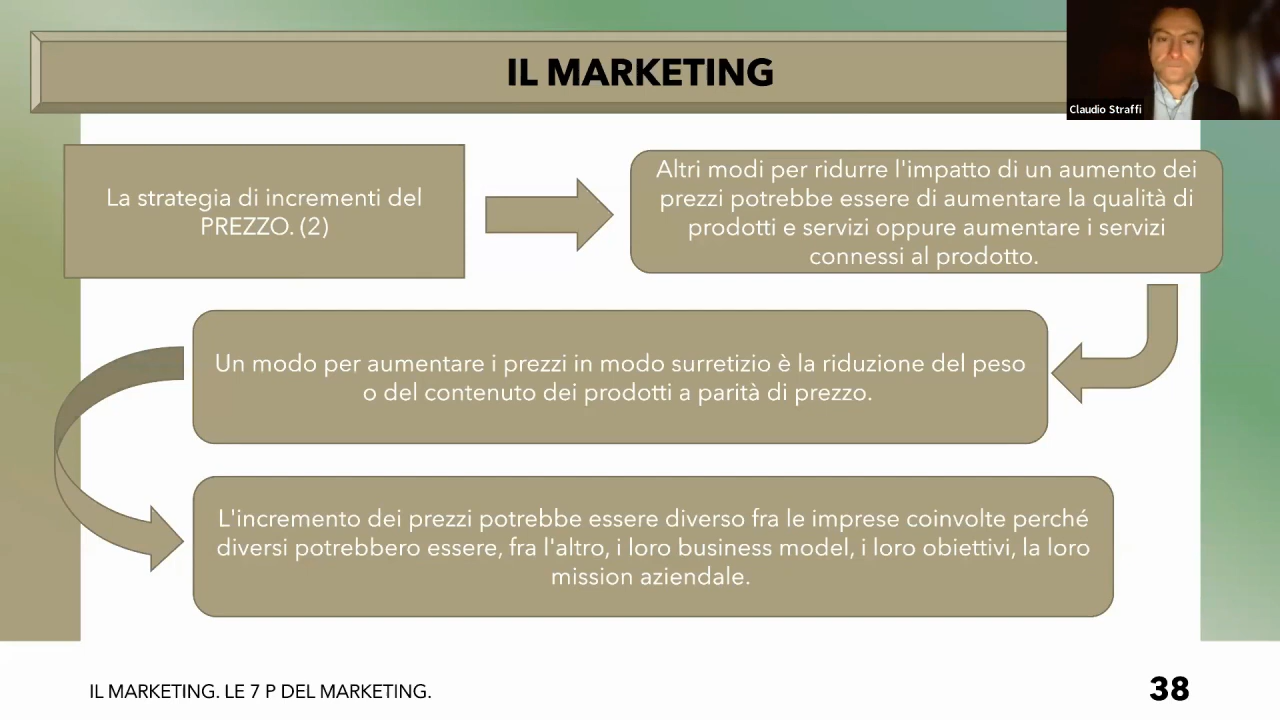 IL MARKETING
Claudio Straffi
La strategia di incrementi del
PREZZO. (2)
Altri modi per ridurre l'impatto di un aumento dei
prezzi potrebbe essere di aumentare la qualità di
prodotti e servizi oppure aumentare i servizi
connessi al prodotto.
Un modo per aumentare i prezzi in modo surretizio è la riduzione del peso
o del contenuto dei prodotti a parità di prezzo.
L'incremento dei prezzi potrebbe essere diverso fra le imprese coinvolte perché
diversi potrebbero essere, fra l'altro, i loro business model, i loro obiettivi, la loro
mission aziendale.
IL MARKETING. LE 7 P DEL MARKETING.
38